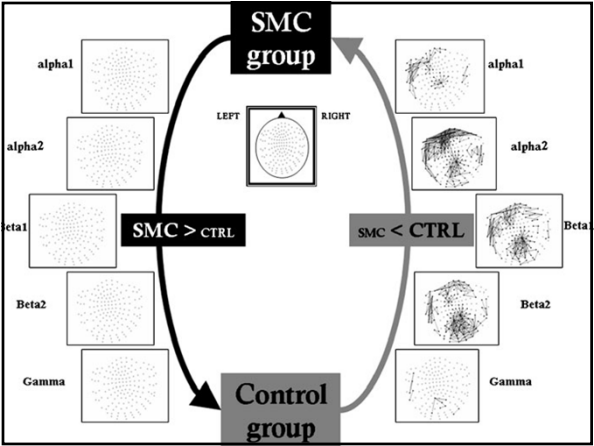 SMC
group
alpha1
alpha1
LEFT
RIGHT
alpha2
alpha2
Beta1
SMC > CTRL
SMC < CTRL
Beta1
Beta2
Beta2
Gamma
Gamma
Control
group